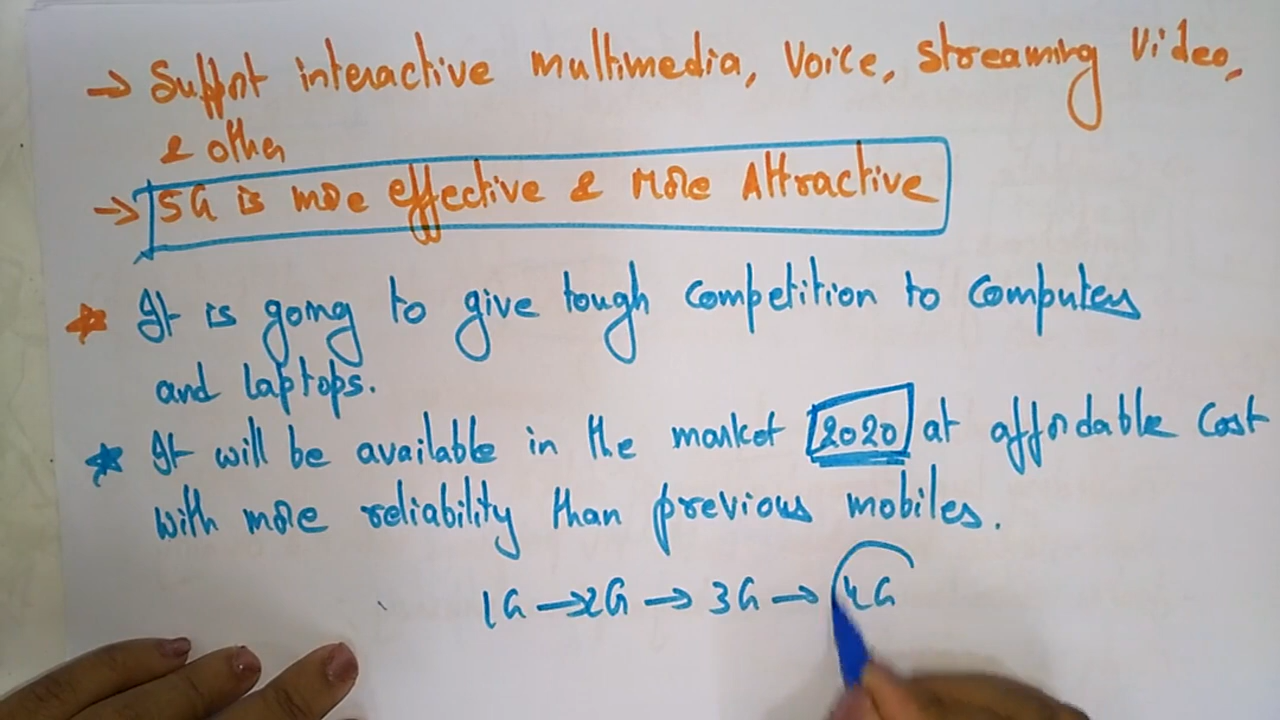 → Support interactive multimedia, Voice, streaming Video,
& other
→ 5G is more effective & More Attractive
* It is going to give tough competition to computers
and laptops.
* It will be available in the market 2020 at affordable cost
with more reliability than previous mobiles.
1G → 2G → 3G → 4G